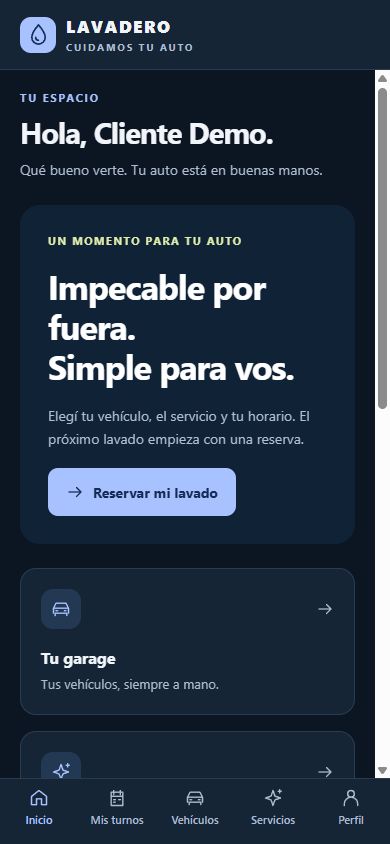 LAVADERO
CUIDAMOS TU AUTO
TU ESPACIO
Hola, Cliente Demo.
Qué bueno verte. Tu auto está en buenas manos.
UN MOMENTO PARA TU AUTO
Impecable por
fuera.
Simple para vos.
Elegí tu vehículo, el servicio y tu horario. El
próximo lavado empieza con una reserva.
Reservar mi lavado
Tu garage
Tus vehículos, siempre a mano.
Inicio
Mis turnos
Vehículos
Servicios
Perfil